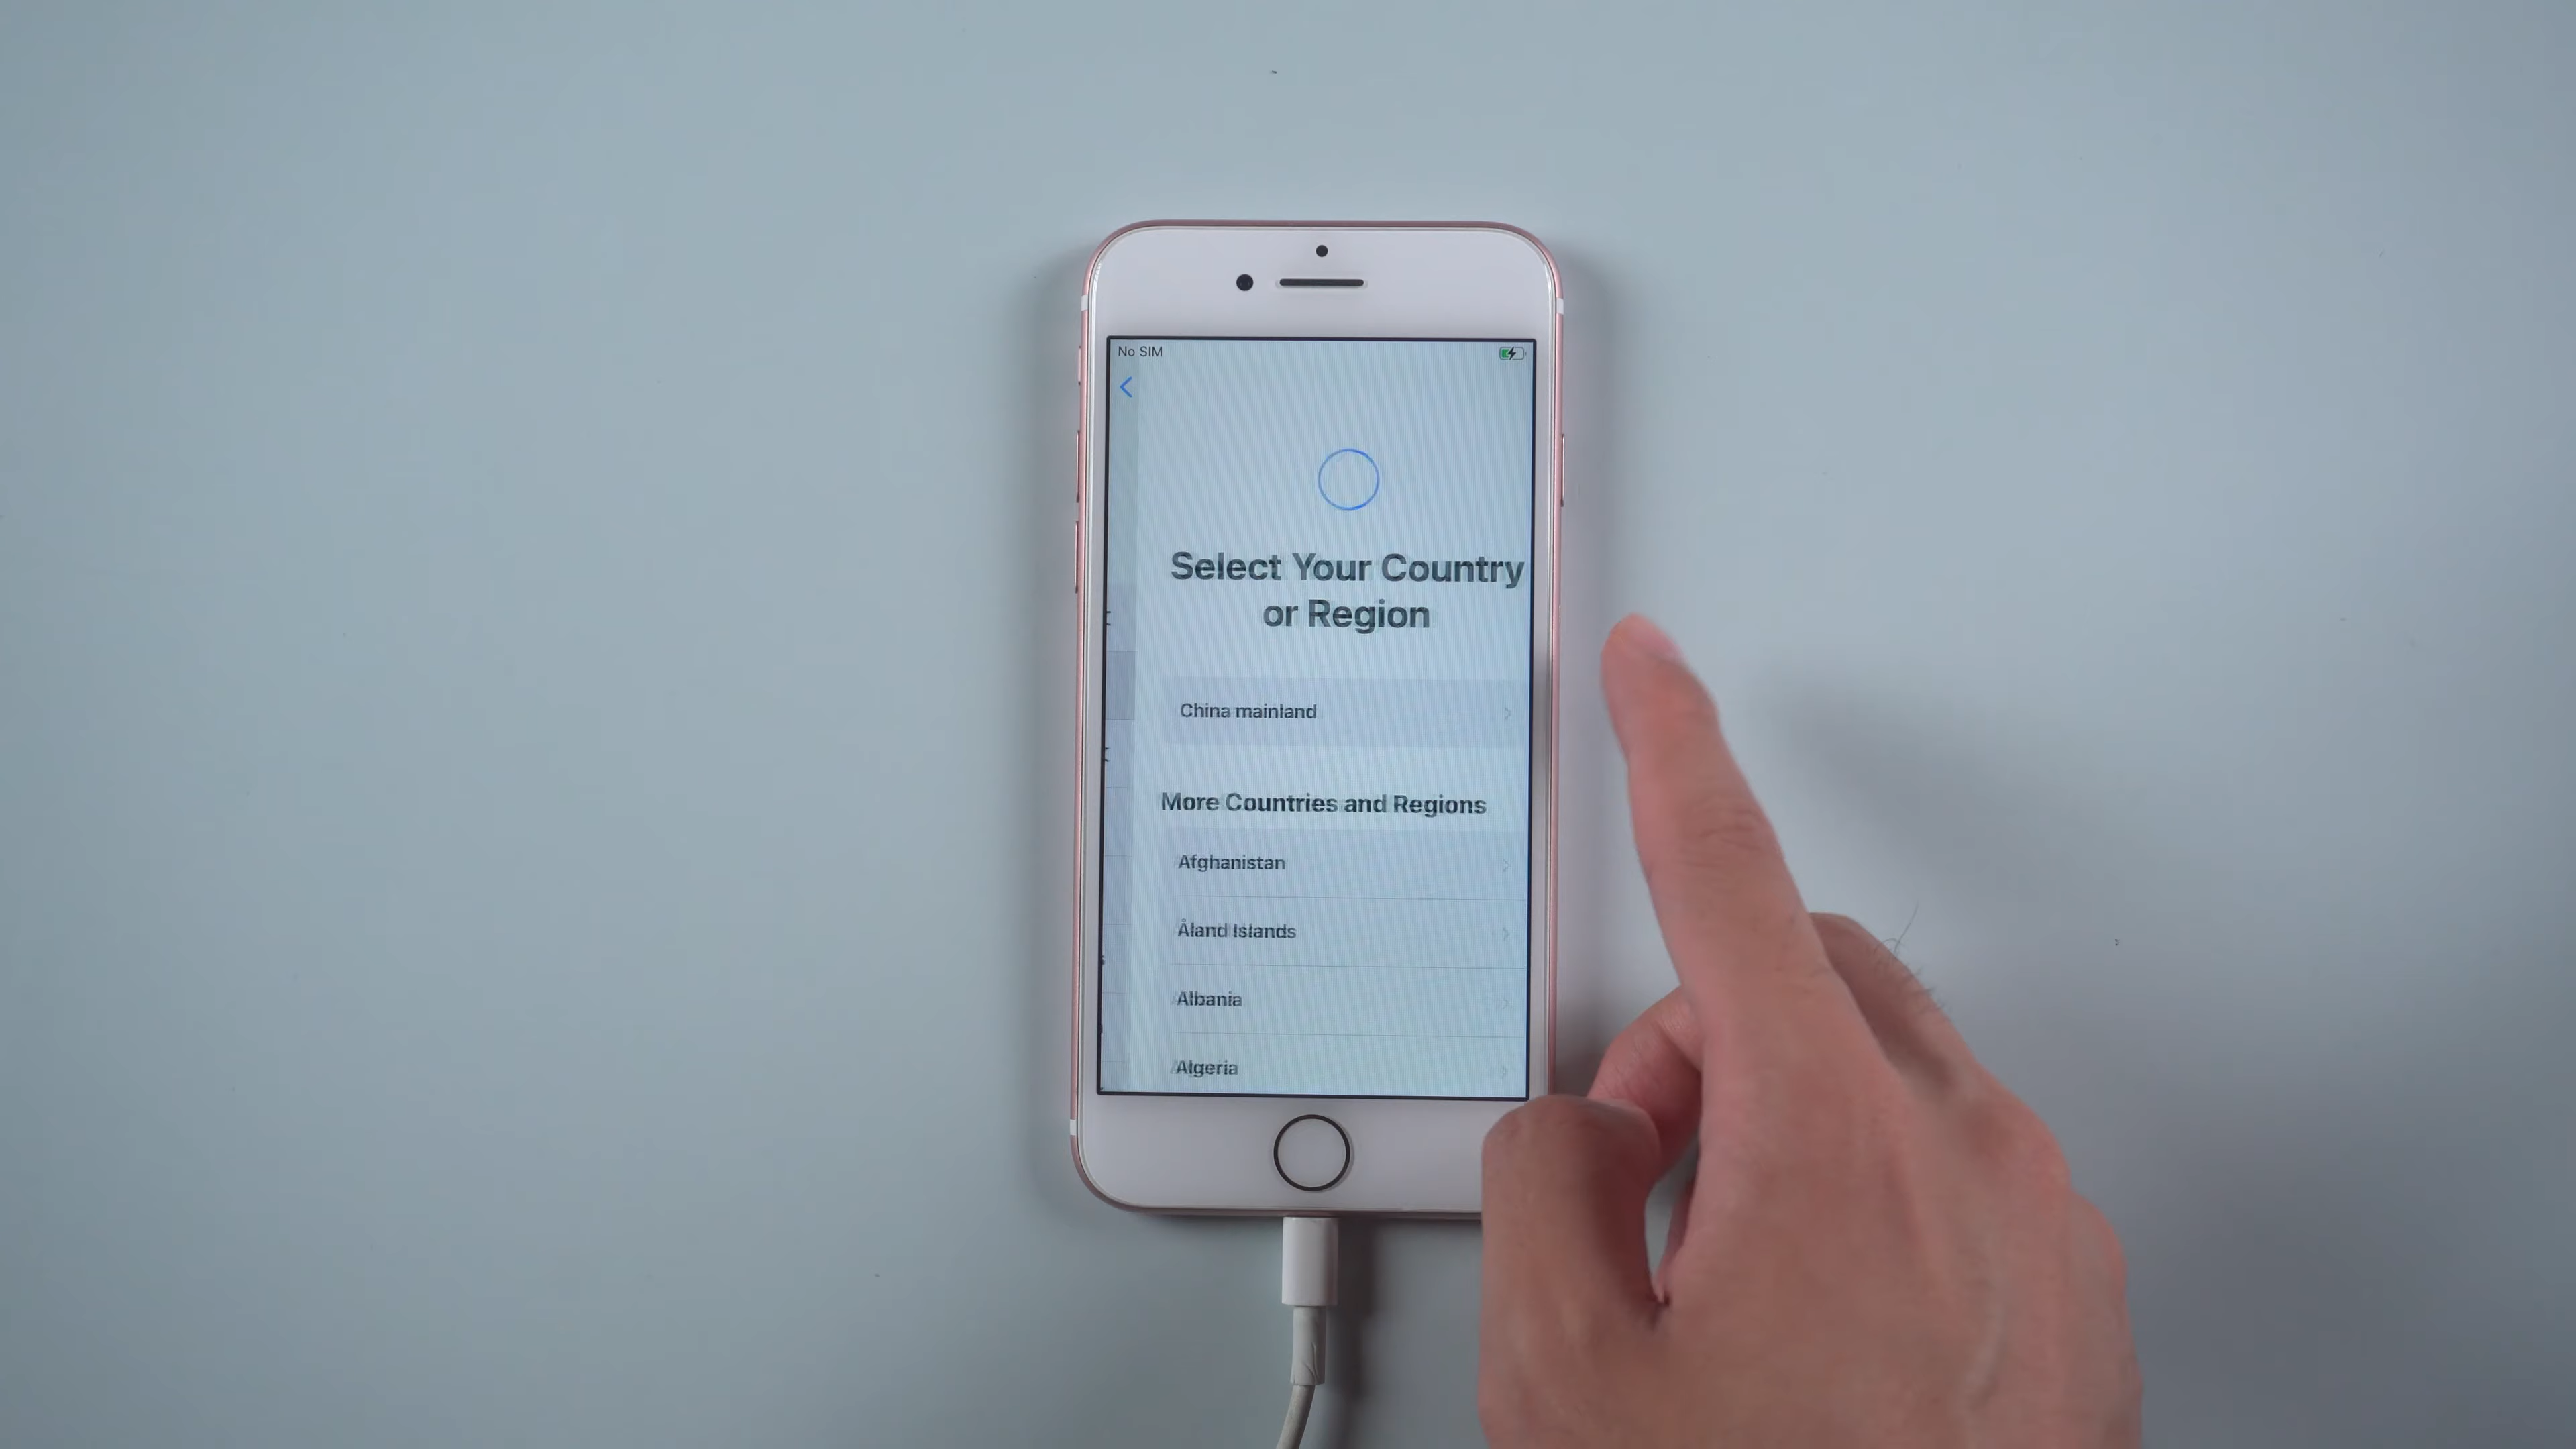 No SIM
Select Your Country
or Region
China mainland
More Countries and Regions
Afghanistan
Åland Islands
Albania
Algeria